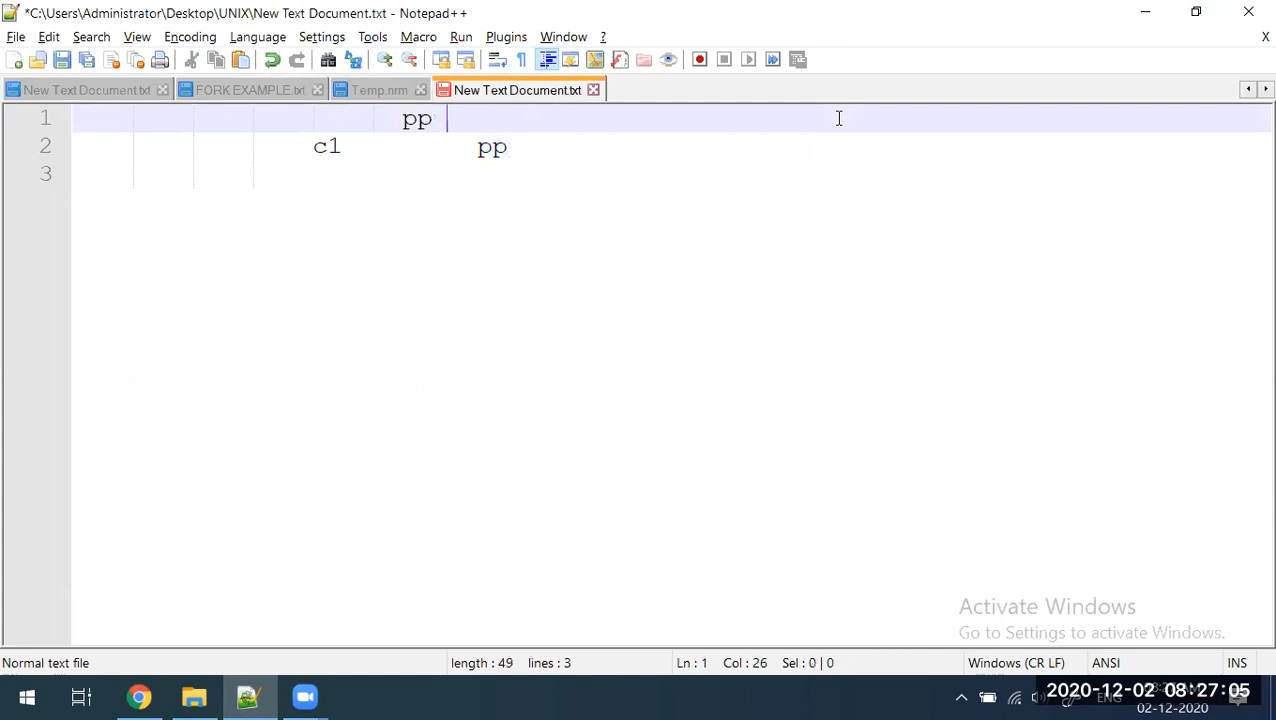 *C:\Users\Administrator\Desktop\UNIX\New Text Document.txt - Notepad++
File Edit Search View Encoding Language Settings Tools Macro Run Plugins Window ? X
New Text Document.txt FORK EXAMPLE.txt Temp.nrm New Text Document.txt
1 pp
2 c1 pp
3
Activate Windows
Go to Settings to activate Windows.
Normal text file length : 49 lines : 3 Ln : 1 Col : 26 Sel : 0 | 0 Windows (CR LF) ANSI INS
ENG 2020-12-02 08:27:05
02-12-2020